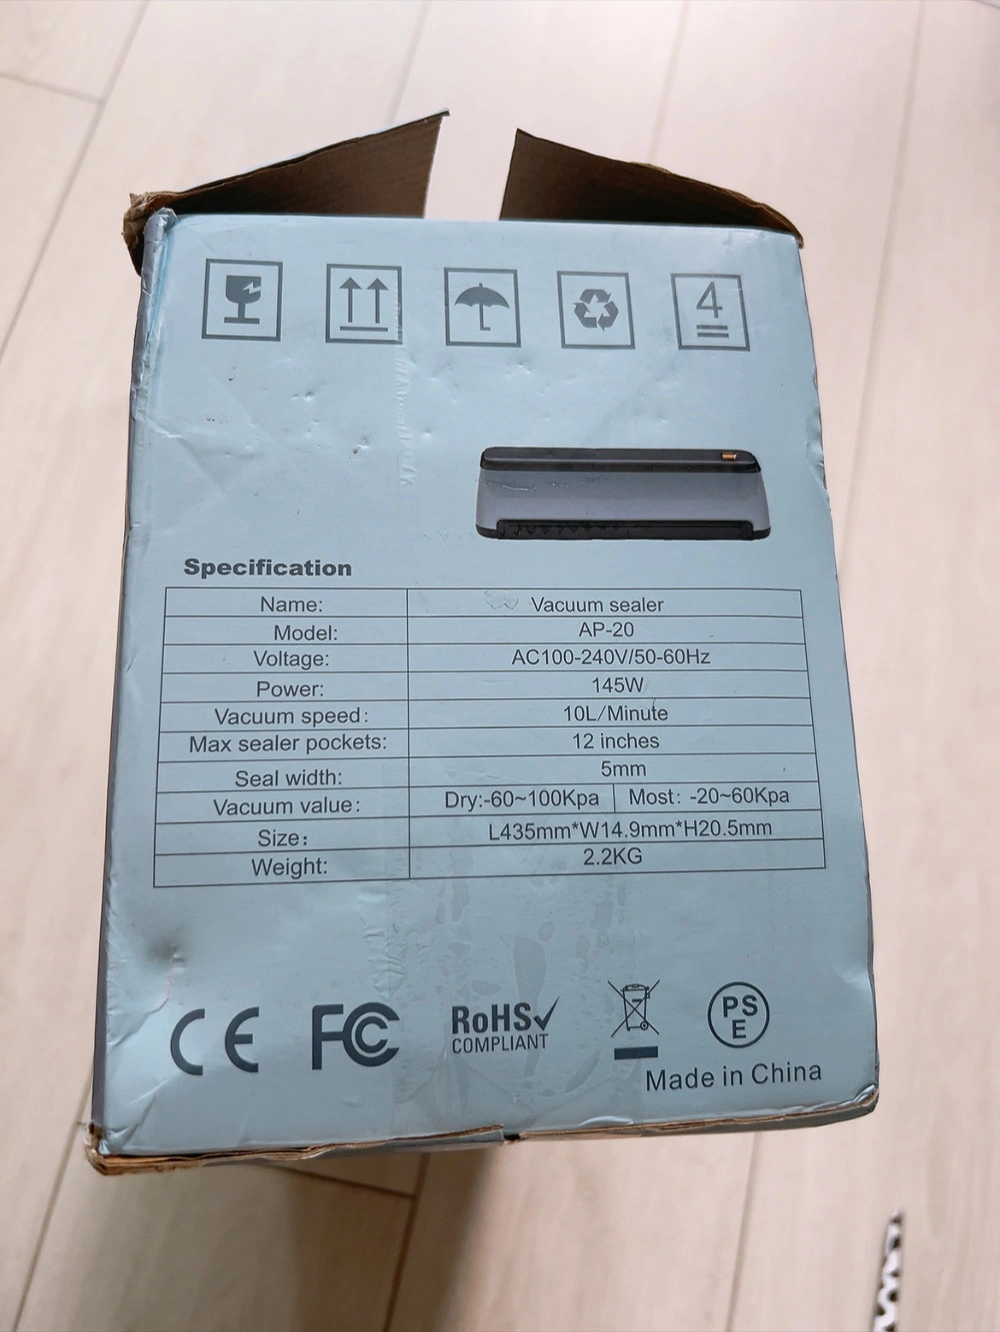 4
Specification
Name: Vacuum sealer
Model: AP-20
Voltage: AC100-240V/50-60Hz
Power: 145W
Vacuum speed: 10L/Minute
Max sealer pockets: 12 inches
Seal width: 5mm
Vacuum value: Dry:-60~100Kpa Most: -20~60Kpa
Size: L435mm*W14.9mm*H20.5mm
Weight: 2.2KG
CE FC RoHS COMPLIANT PS E
Made in China